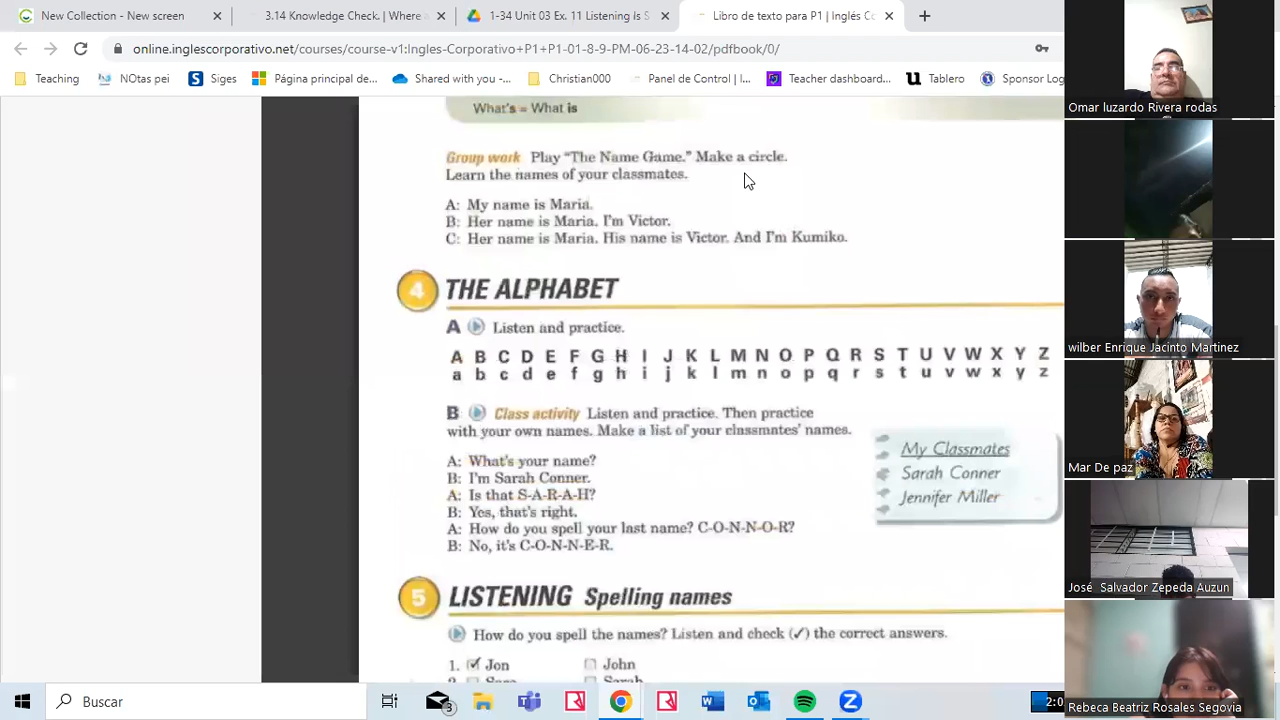 New Collection - New screen
3.14 Knowledge Check. | Where a
1-3.11 Unit 03 Ex. 11 Listening Is S
Libro de texto para P1 | Inglés Co
online.inglescorporativo.net/courses/course-v1:Ingles-Corporativo+P1+P1-01-8-9-PM-06-23-14-02/pdfbook/0/
Teaching
NOtas pei
Siges
Página principal de...
Shared with you -...
Christian000
Panel de Control | I...
Teacher dashboard...
Tablero
Sponsor Log
What's = What is
Group work Play “The Name Game.” Make a circle.
Learn the names of your classmates.
A: My name is Maria.
B: Her name is Maria. I'm Victor.
C: Her name is Maria. His name is Victor. And I'm Kumiko.
4 THE ALPHABET
A Listen and practice.
A B C D E F G H I J K L M N O P Q R S T U V W X Y Z
a b c d e f g h i j k l m n o p q r s t u v w x y z
B Class activity Listen and practice. Then practice
with your own names. Make a list of your classmates' names.
A: What's your name?
B: I'm Sarah Conner.
A: Is that S-A-R-A-H?
B: Yes, that's right.
A: How do you spell your last name? C-O-N-N-O-R?
B: No, it's C-O-N-N-E-R.
My Classmates
Sarah Conner
Jennifer Miller
5 LISTENING Spelling names
How do you spell the names? Listen and check (✓) the correct answers.
1. ✓ Jon John
Omar luzardo Rivera rodas
wilber Enrique Jacinto Martinez
Mar De paz
José Salvador Zepeda Auzun
Rebeca Beatriz Rosales Segovia
Buscar
3
2:0